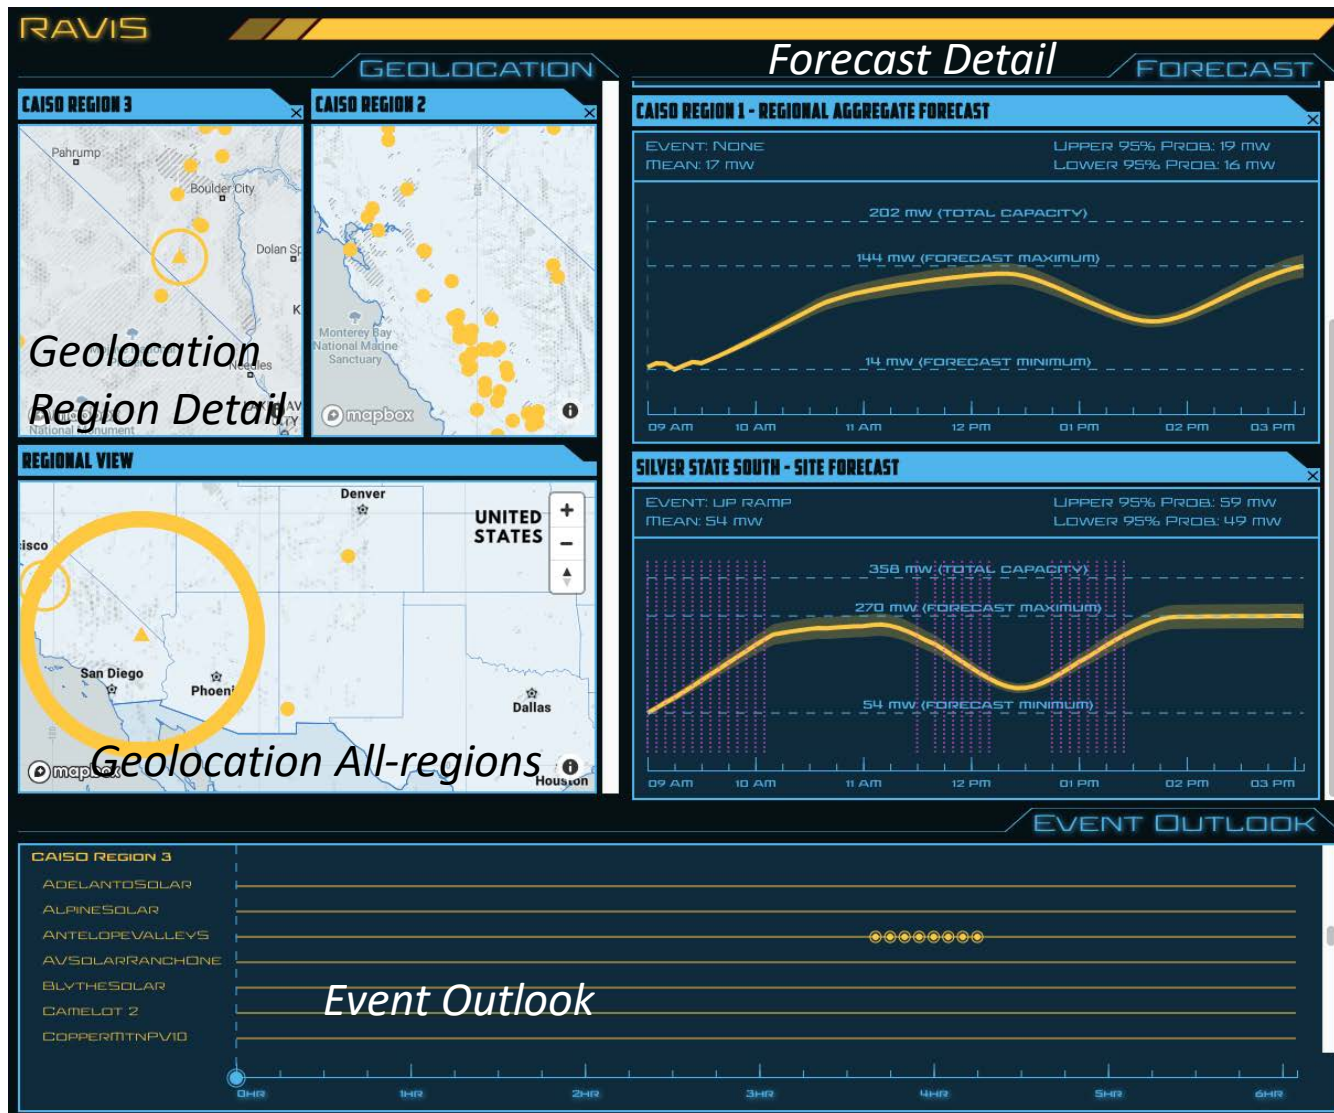 RAVIS
GEOLOCATION
Forecast Detail
FORECAST
CAISO REGION 3
CAISO REGION 2
Pahrump
Boulder City
Dolan Sp
K
Needles
Geolocation
Region Detail
National Monument
Monterey Bay
National Marine
Sanctuary
mapbox
REGIONAL VIEW
Denver
UNITED
STATES
isco
San Diego
Phoeni
Dallas
Houston
mapbox
Geolocation All-regions
CAISO REGION 1 - REGIONAL AGGREGATE FORECAST
EVENT: NONE
MEAN: 17 MW
UPPER 95% PROB: 19 MW
LOWER 95% PROB: 16 MW
202 MW (TOTAL CAPACITY)
144 MW (FORECAST MAXIMUM)
14 MW (FORECAST MINIMUM)
09 AM 10 AM 11 AM 12 PM 01 PM 02 PM 03 PM
SILVER STATE SOUTH - SITE FORECAST
EVENT: UP RAMP
MEAN: 54 MW
UPPER 95% PROB: 59 MW
LOWER 95% PROB: 49 MW
358 MW (TOTAL CAPACITY)
270 MW (FORECAST MAXIMUM)
54 MW (FORECAST MINIMUM)
09 AM 10 AM 11 AM 12 PM 01 PM 02 PM 03 PM
EVENT OUTLOOK
CAISO REGION 3
ADELANTOSOLAR
ALPINESOLAR
ANTELOPEVALLEYS
AVSOLARRANCHONE
BLYTHESOLAR
CAMELOT 2
COPPERMTNPV10
Event Outlook
0HR 1HR 2HR 3HR 4HR 5HR 6HR